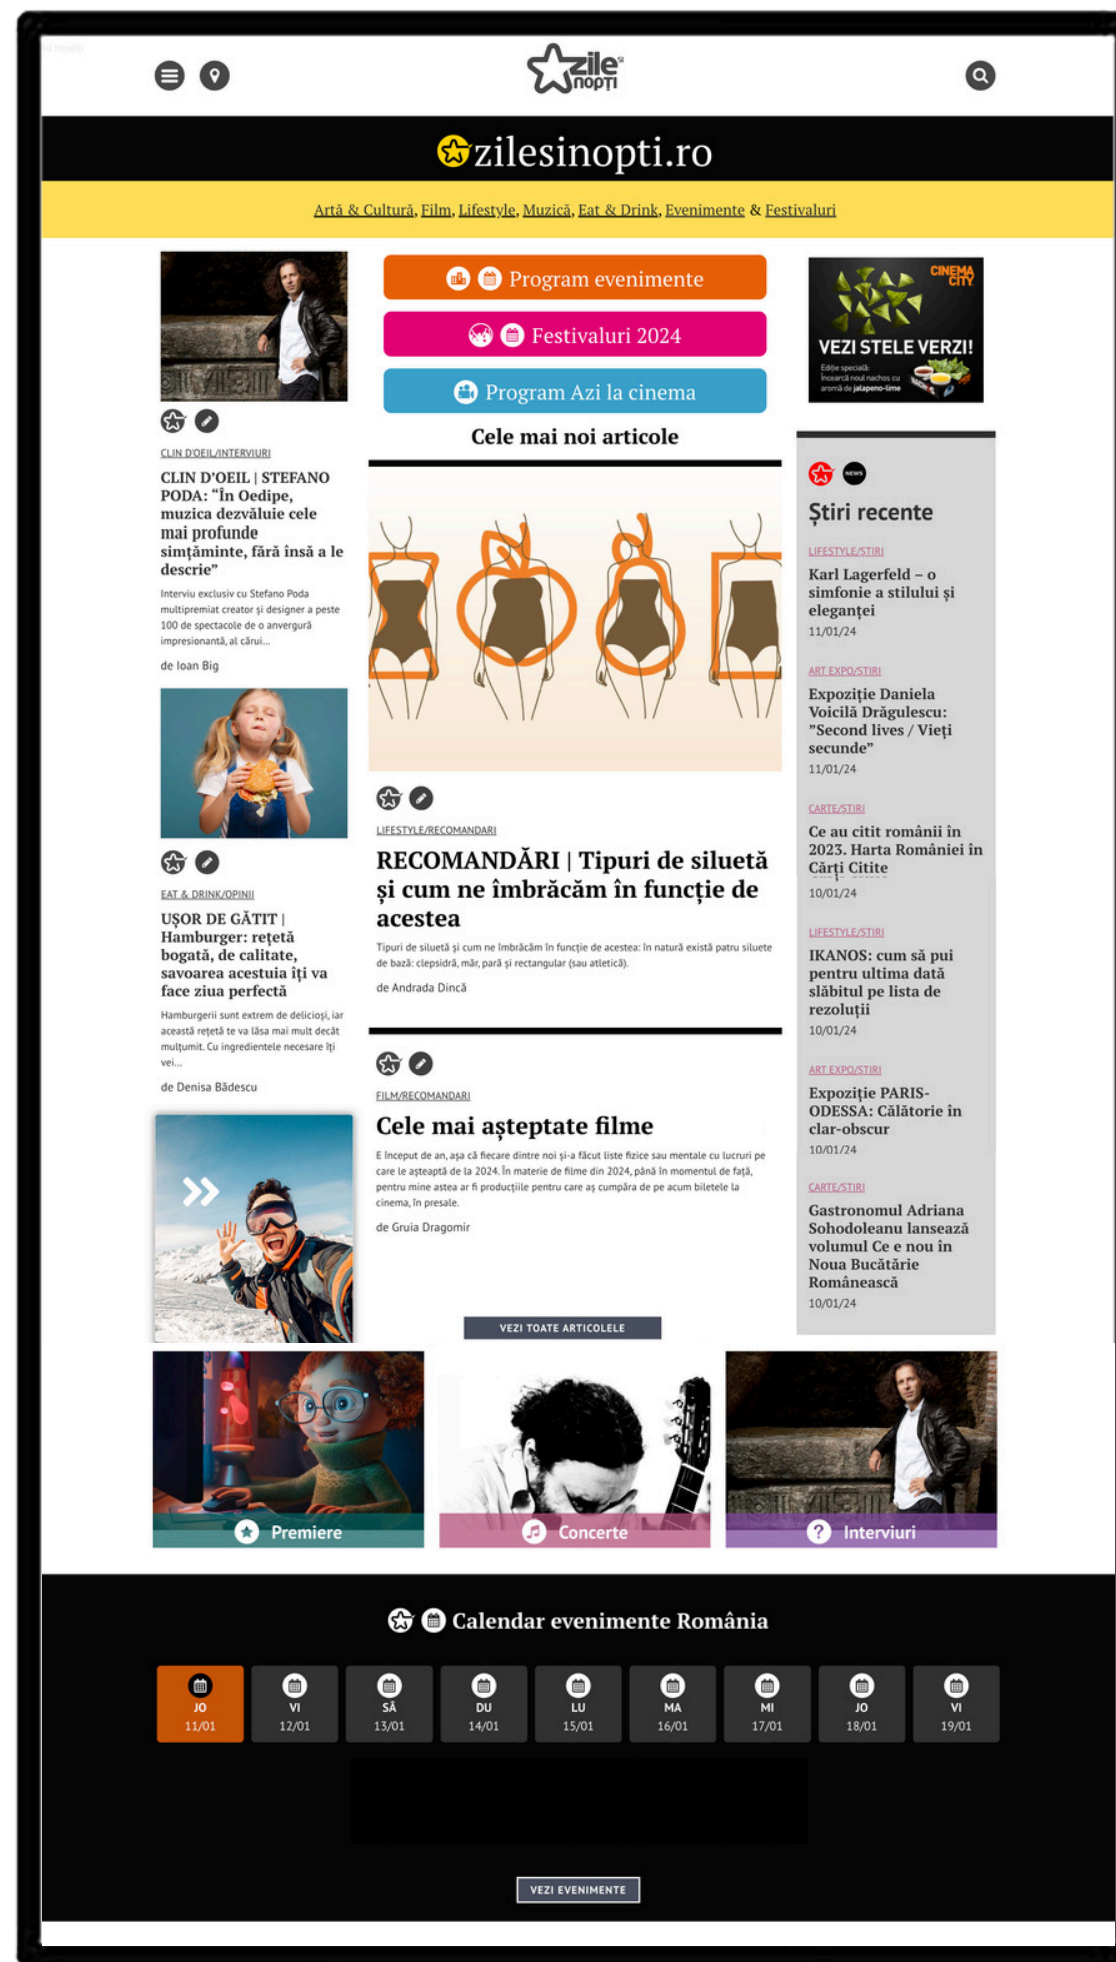 zile și
nopți
zilesinopti.ro
Artă & Cultură, Film, Lifestyle, Muzică, Eat & Drink, Evenimente & Festivaluri
CLIN D'OEIL/INTERVIURI
CLIN D'OEIL | STEFANO
PODA: “În Oedipe,
muzica dezvăluie cele
mai profunde
simțăminte, fără însă a le
descrie”
Interviu exclusiv cu Stefano Poda
multipremiat creator și designer a peste
100 de spectacole de o anvergură
impresionantă, al cărui...
de Ioan Big
EAT & DRINK/OPINII
UȘOR DE GĂTIT |
Hamburger: rețetă
bogată, de calitate,
savoarea acestuia îți va
face ziua perfectă
Hamburgerii sunt extrem de delicioși, iar
această rețetă te va lăsa mai mult decât
mulțumit. Cu ingredientele necesare îți
vei...
de Denisa Bădescu
Program evenimente
Festivaluri 2024
Program Azi la cinema
Cele mai noi articole
LIFESTYLE/RECOMANDARI
RECOMANDĂRI | Tipuri de siluetă
și cum ne îmbrăcăm în funcție de
acestea
Tipuri de siluetă și cum ne îmbrăcăm în funcție de acestea: în natură există patru siluete
de bază: clepsidră, măr, pară și rectangular (sau atletică).
de Andrada Dincă
FILM/RECOMANDARI
Cele mai așteptate filme
E început de an, așa că fiecare dintre noi și-a făcut liste fizice sau mentale cu lucruri pe
care le așteaptă de la 2024. În materie de filme din 2024, până în momentul de față,
pentru mine astea ar fi producțiile pentru care aș cumpăra de pe acum biletele la
cinema, în presale.
de Gruia Dragomir
VEZI TOATE ARTICOLELE
CINEMA
CITY
VEZI STELE VERZI!
Ediție specială:
Încearcă noul nachos cu
aromă de jalapeno-lime
NEWS
Știri recente
LIFESTYLE/STIRI
Karl Lagerfeld – o
simfonie a stilului și
eleganței
11/01/24
ART EXPO/STIRI
Expoziție Daniela
Voicilă Drăgulescu:
”Second lives / Vieți
secunde”
11/01/24
CARTE/STIRI
Ce au citit românii în
2023. Harta României în
Cărți Citite
10/01/24
LIFESTYLE/STIRI
IKANOS: cum să pui
pentru ultima dată
slăbitul pe lista de
rezoluții
10/01/24
ART EXPO/STIRI
Expoziție PARIS-
ODESSA: Călătorie în
clar-obscur
10/01/24
CARTE/STIRI
Gastronomul Adriana
Sohodoleanu lansează
volumul Ce e nou în
Noua Bucătărie
Românească
10/01/24
Premiere
Concerte
Interviuri
Calendar evenimente România
JO VI SÂ DU LU MA MI JO VI
11/01 12/01 13/01 14/01 15/01 16/01 17/01 18/01 19/01
VEZI EVENIMENTE